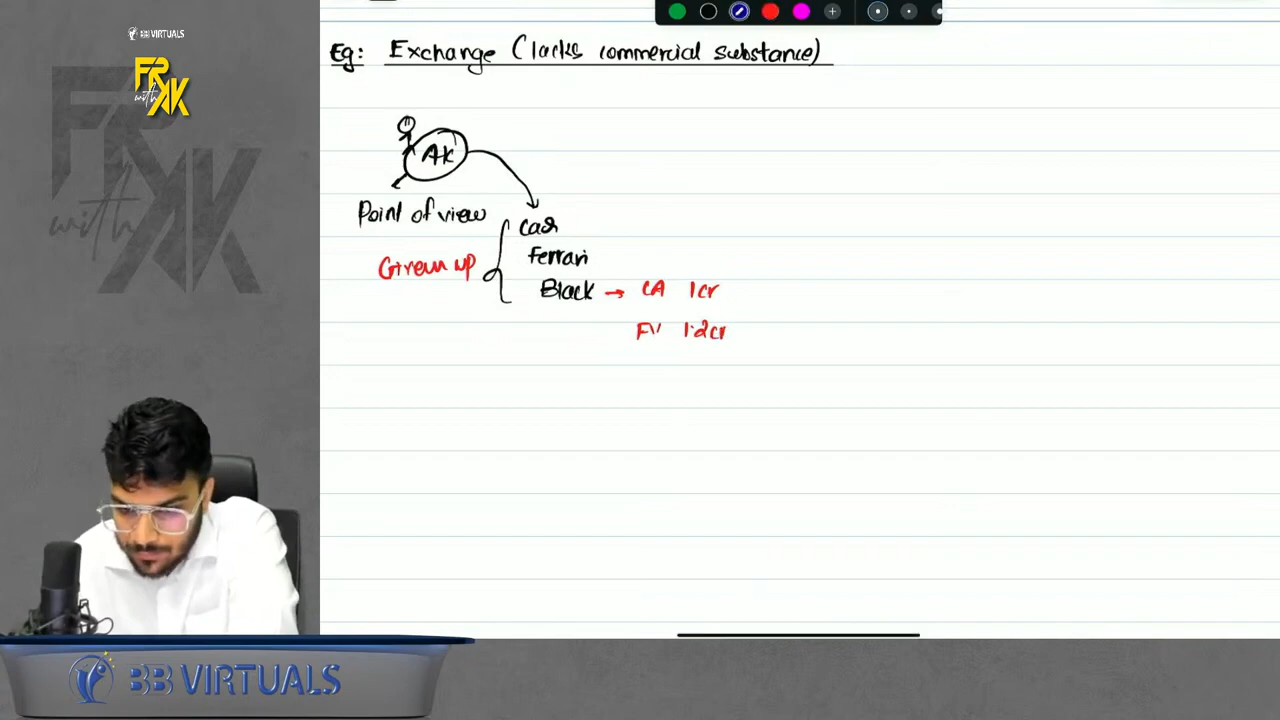 BB VIRTUALS
FR
with
AK
Eg: Exchange (lacks commercial substance)
AK
Point of view
Car
Ferrari
Given up
Black → CA 1cr
FV 1.2cr
BB VIRTUALS